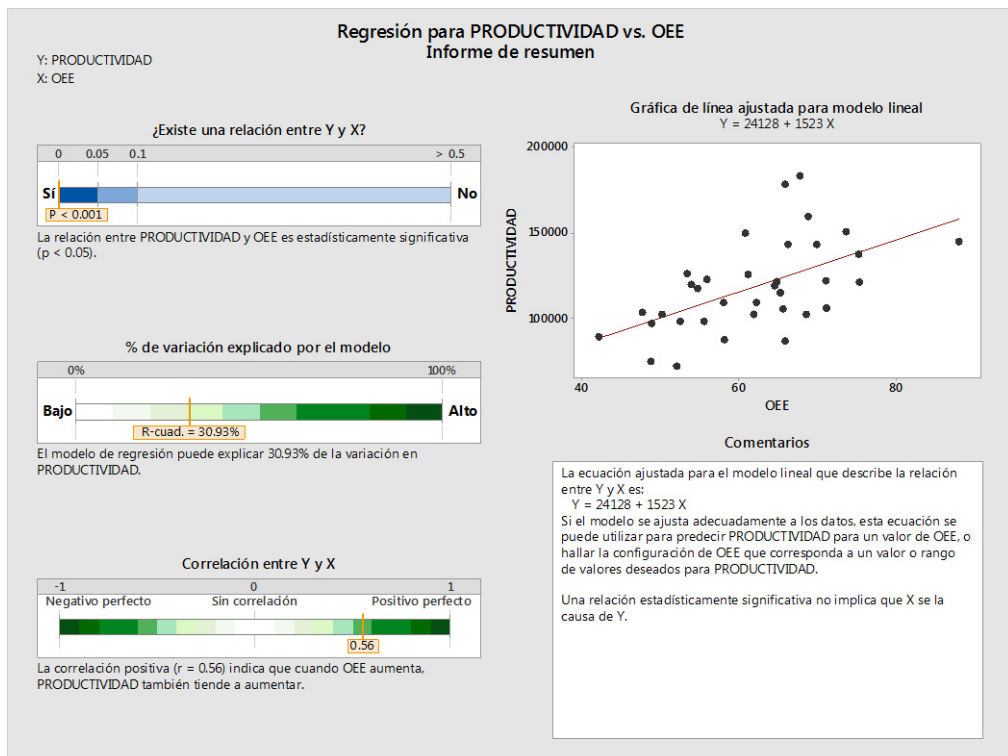 Regresión para PRODUCTIVIDAD vs. OEE
Informe de resumen
Y: PRODUCTIVIDAD
X: OEE
¿Existe una relación entre Y y X?
0 0.05 0.1 > 0.5
Sí No
P < 0.001
La relación entre PRODUCTIVIDAD y OEE es estadísticamente significativa
(p < 0.05).
% de variación explicado por el modelo
0% 100%
Bajo Alto
R-cuad. = 30.93%
El modelo de regresión puede explicar 30.93% de la variación en
PRODUCTIVIDAD.
Correlación entre Y y X
-1 0 1
Negativo perfecto Sin correlación Positivo perfecto
0.56
La correlación positiva (r = 0.56) indica que cuando OEE aumenta,
PRODUCTIVIDAD también tiende a aumentar.
Gráfica de línea ajustada para modelo lineal
Y = 24128 + 1523 X
200000
150000
100000
PRODUCTIVIDAD
40 60 80
OEE
Comentarios
La ecuación ajustada para el modelo lineal que describe la relación
entre Y y X es:
Y = 24128 + 1523 X
Si el modelo se ajusta adecuadamente a los datos, esta ecuación se
puede utilizar para predecir PRODUCTIVIDAD para un valor de OEE, o
hallar la configuración de OEE que corresponda a un valor o rango
de valores deseados para PRODUCTIVIDAD.
Una relación estadísticamente significativa no implica que X se la
causa de Y.